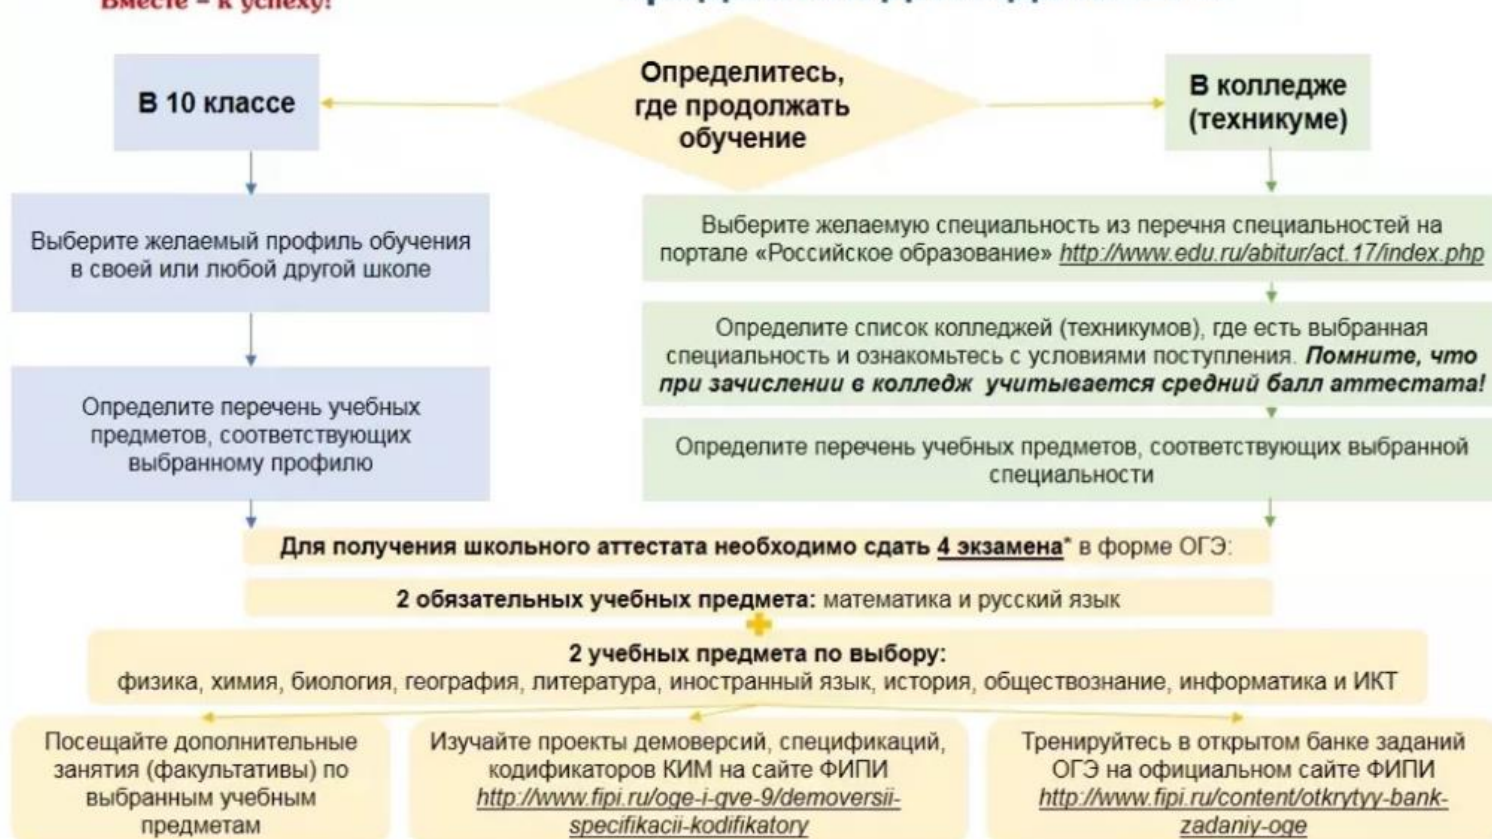 Вместе – к успеху!
Определитесь,
где продолжать
обучение
В 10 классе
В колледже
(техникуме)
Выберите желаемый профиль обучения
в своей или любой другой школе
Определите перечень учебных
предметов, соответствующих
выбранному профилю
Выберите желаемую специальность из перечня специальностей на
портале «Российское образование» http://www.edu.ru/abitur/act.17/index.php
Определите список колледжей (техникумов), где есть выбранная
специальность и ознакомьтесь с условиями поступления. Помните, что
при зачислении в колледж учитывается средний балл аттестата!
Определите перечень учебных предметов, соответствующих выбранной
специальности
Для получения школьного аттестата необходимо сдать 4 экзамена* в форме ОГЭ:
2 обязательных учебных предмета: математика и русский язык
2 учебных предмета по выбору:
физика, химия, биология, география, литература, иностранный язык, история, обществознание, информатика и ИКТ
Посещайте дополнительные
занятия (факультативы) по
выбранным учебным
предметам
Изучайте проекты демоверсий, спецификаций,
кодификаторов КИМ на сайте ФИПИ
http://www.fipi.ru/oge-i-gve-9/demoversii-
specifikacii-kodifikatory
Тренируйтесь в открытом банке заданий
ОГЭ на официальном сайте ФИПИ
http://www.fipi.ru/content/otkrytyy-bank-
zadaniy-oge